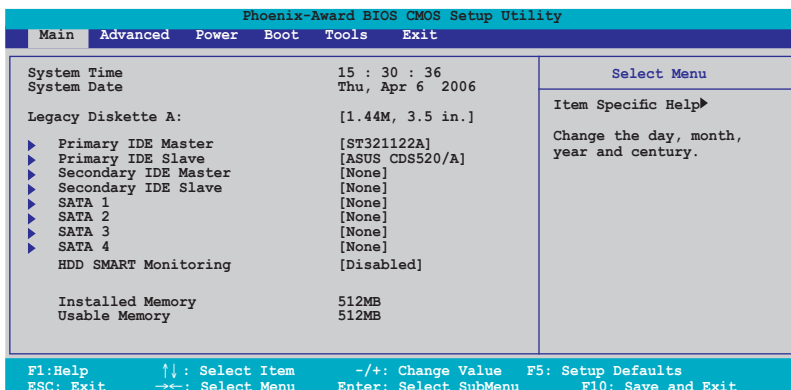 Phoenix-Award BIOS CMOS Setup Utility
Main Advanced Power Boot Tools Exit
System Time 15 : 30 : 36
System Date Thu, Apr 6 2006
Legacy Diskette A: [1.44M, 3.5 in.]
Primary IDE Master [ST321122A]
Primary IDE Slave [ASUS CDS520/A]
Secondary IDE Master [None]
Secondary IDE Slave [None]
SATA 1 [None]
SATA 2 [None]
SATA 3 [None]
SATA 4 [None]
HDD SMART Monitoring [Disabled]
Installed Memory 512MB
Usable Memory 512MB
Select Menu
Item Specific Help
Change the day, month,
year and century.
F1:Help ↑↓ : Select Item -/+: Change Value F5: Setup Defaults
ESC: Exit →←: Select Menu Enter: Select SubMenu F10: Save and Exit